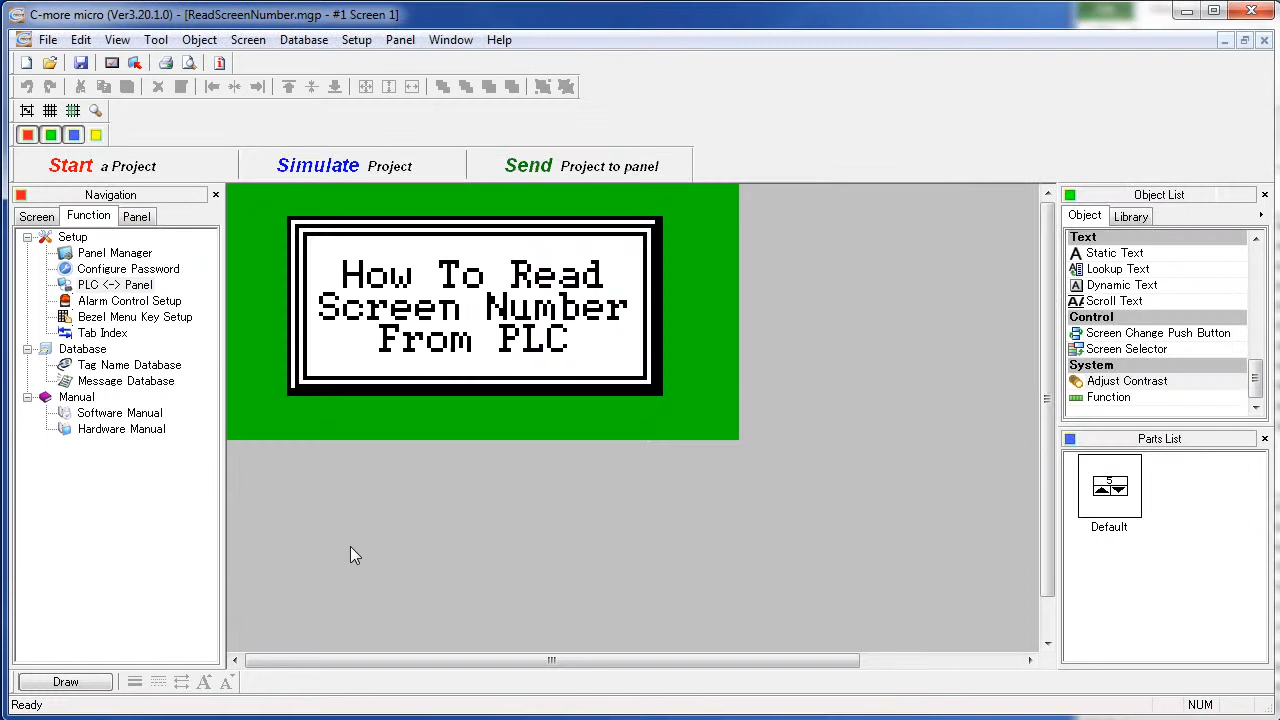 C-more micro (Ver3.20.1.0) - [ReadScreenNumber.mgp - #1 Screen 1]
File Edit View Tool Object Screen Database Setup Panel Window Help
Start a Project Simulate Project Send Project to panel
Navigation
Screen Function Panel
Setup
Panel Manager
Configure Password
PLC <-> Panel
Alarm Control Setup
Bezel Menu Key Setup
Tab Index
Database
Tag Name Database
Message Database
Manual
Software Manual
Hardware Manual
How To Read
Screen Number
From PLC
Object List
Object Library
Text
Static Text
Lookup Text
Dynamic Text
Scroll Text
Control
Screen Change Push Button
Screen Selector
System
Adjust Contrast
Function
Parts List
5
Default
Draw
Ready
NUM